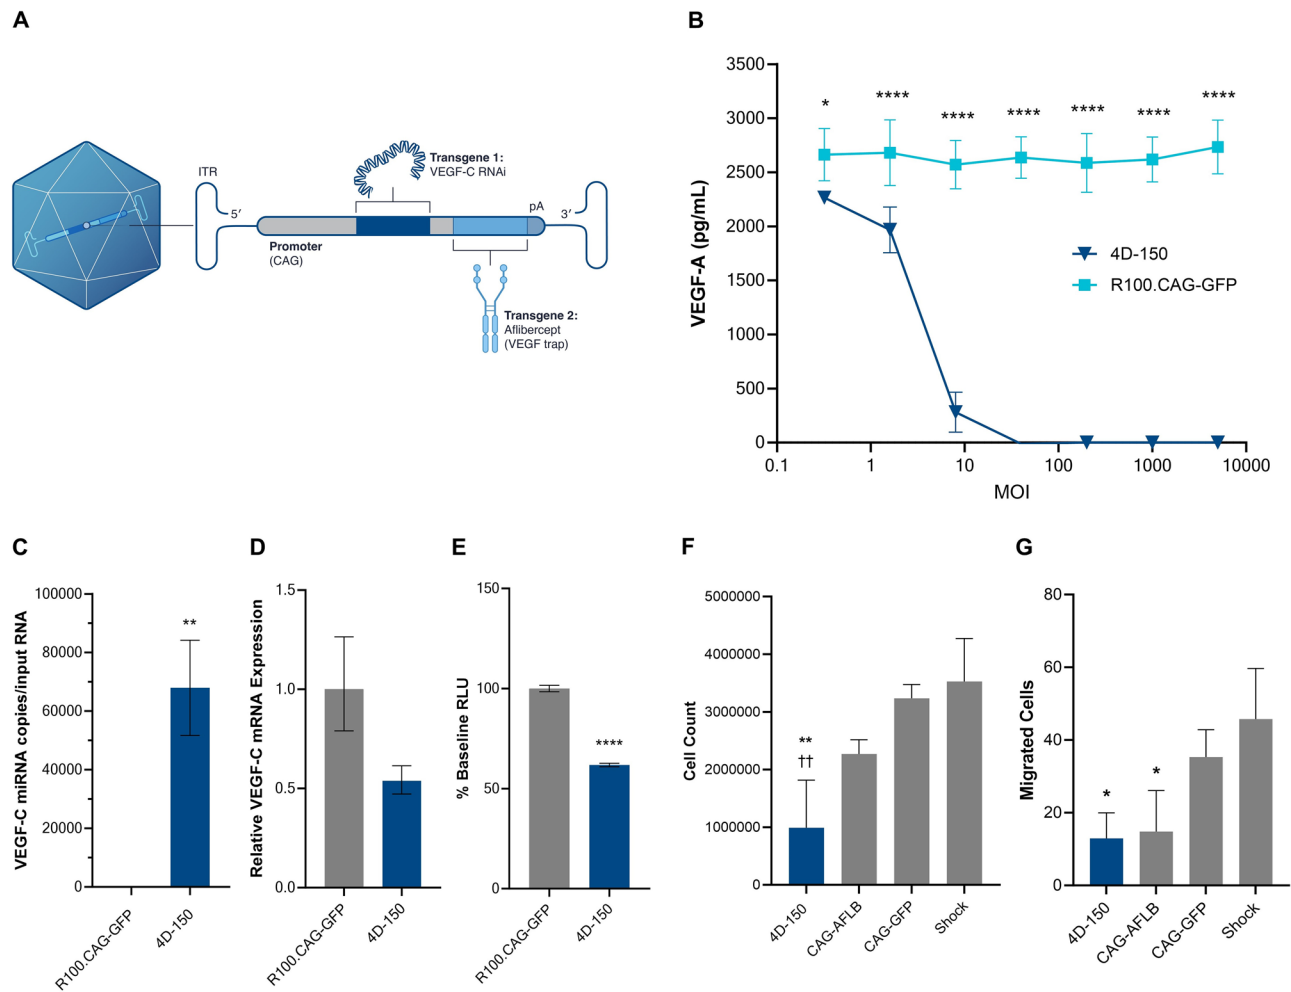 A
ITR
5′
Transgene 1:
VEGF-C RNAi
pA
3′
Promoter
(CAG)
Transgene 2:
Aflibercept
(VEGF trap)
B
VEGF-A (pg/mL)
3500
3000
2500
2000
1500
1000
500
0
*
****
****
****
****
****
****
4D-150
R100.CAG-GFP
0.1
1
10
100
1000
10000
MOI
C
VEGF-C miRNA copies/input RNA
100000
80000
60000
40000
20000
0
**
R100.CAG-GFP
4D-150
D
Relative VEGF-C mRNA Expression
1.5
1.0
0.5
0.0
R100.CAG-GFP
4D-150
E
% Baseline RLU
150
100
50
0
****
R100.CAG-GFP
4D-150
F
Cell Count
5000000
4000000
3000000
2000000
1000000
0
**
††
4D-150
CAG-AFLB
CAG-GFP
Shock
G
Migrated Cells
80
60
40
20
0
*
*
4D-150
CAG-AFLB
CAG-GFP
Shock